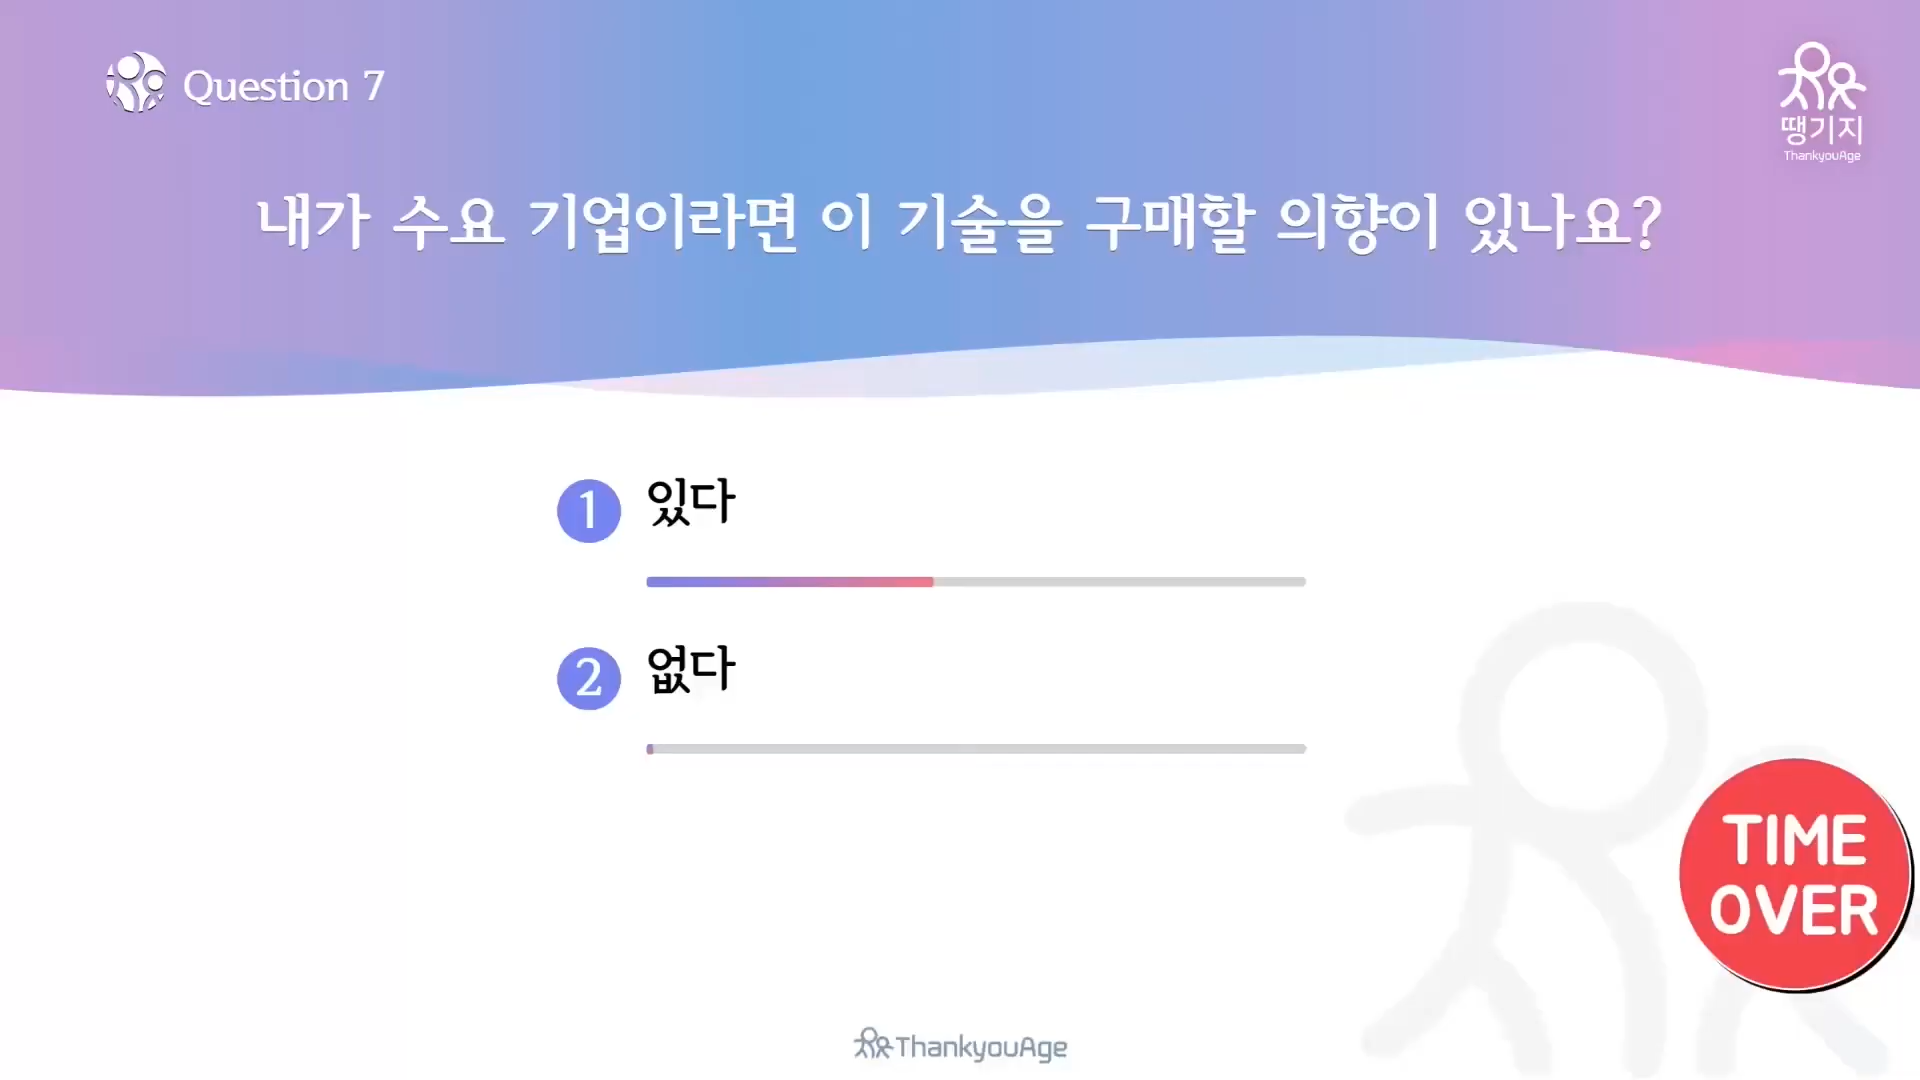 Question 7
땡기지
ThankyouAge
내가 수요 기업이라면 이 기술을 구매할 의향이 있나요?
1 있다
2 없다
TIME
OVER
ThankyouAge